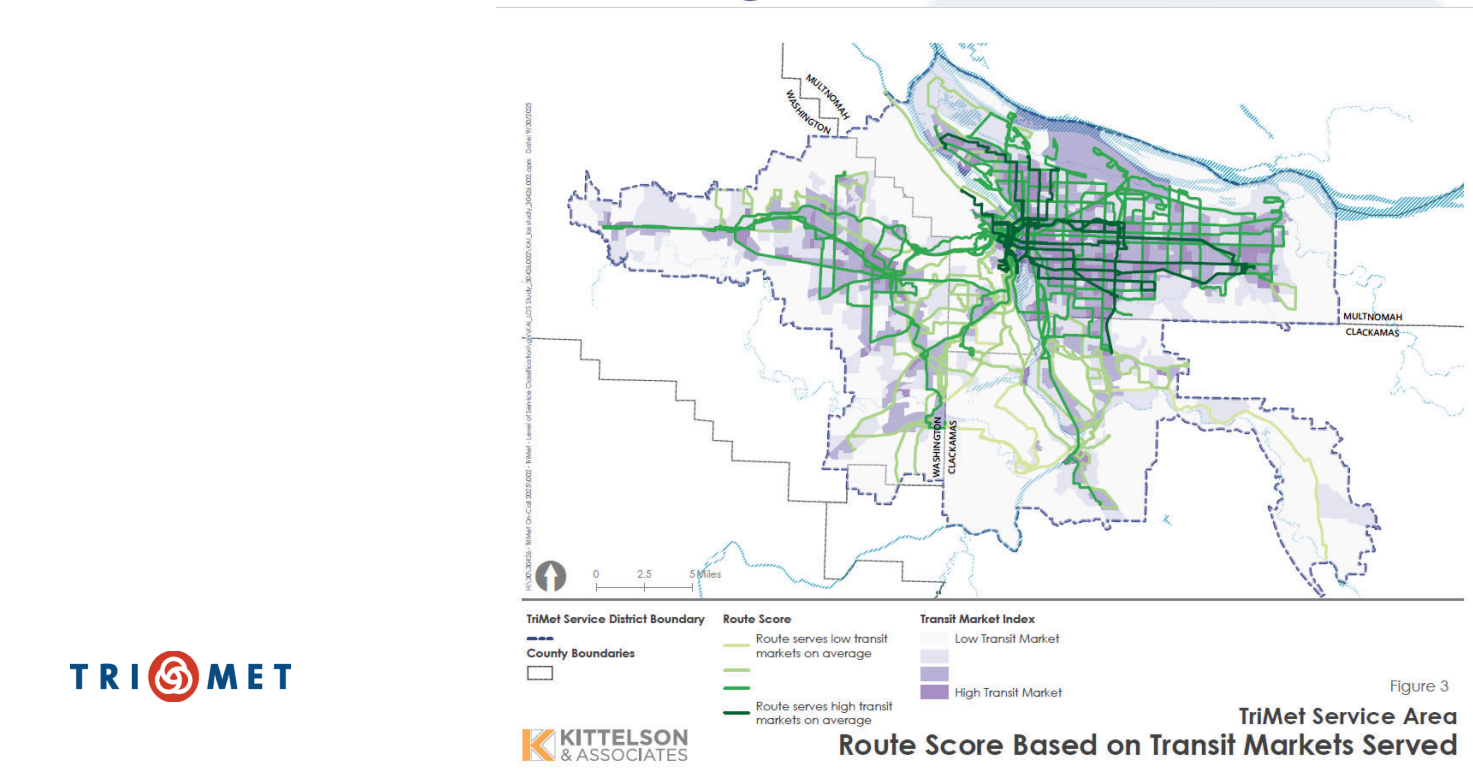 MULTNOMAH
WASHINGTON
MULTNOMAH
CLACKAMAS
WASHINGTON
CLACKAMAS
0 2.5 5 Miles
TriMet Service District Boundary
County Boundaries
Route Score
Route serves low transit
markets on average
Route serves high transit
markets on average
Transit Market Index
Low Transit Market
High Transit Market
TRIMET
KITTELSON
& ASSOCIATES
Figure 3
TriMet Service Area
Route Score Based on Transit Markets Served